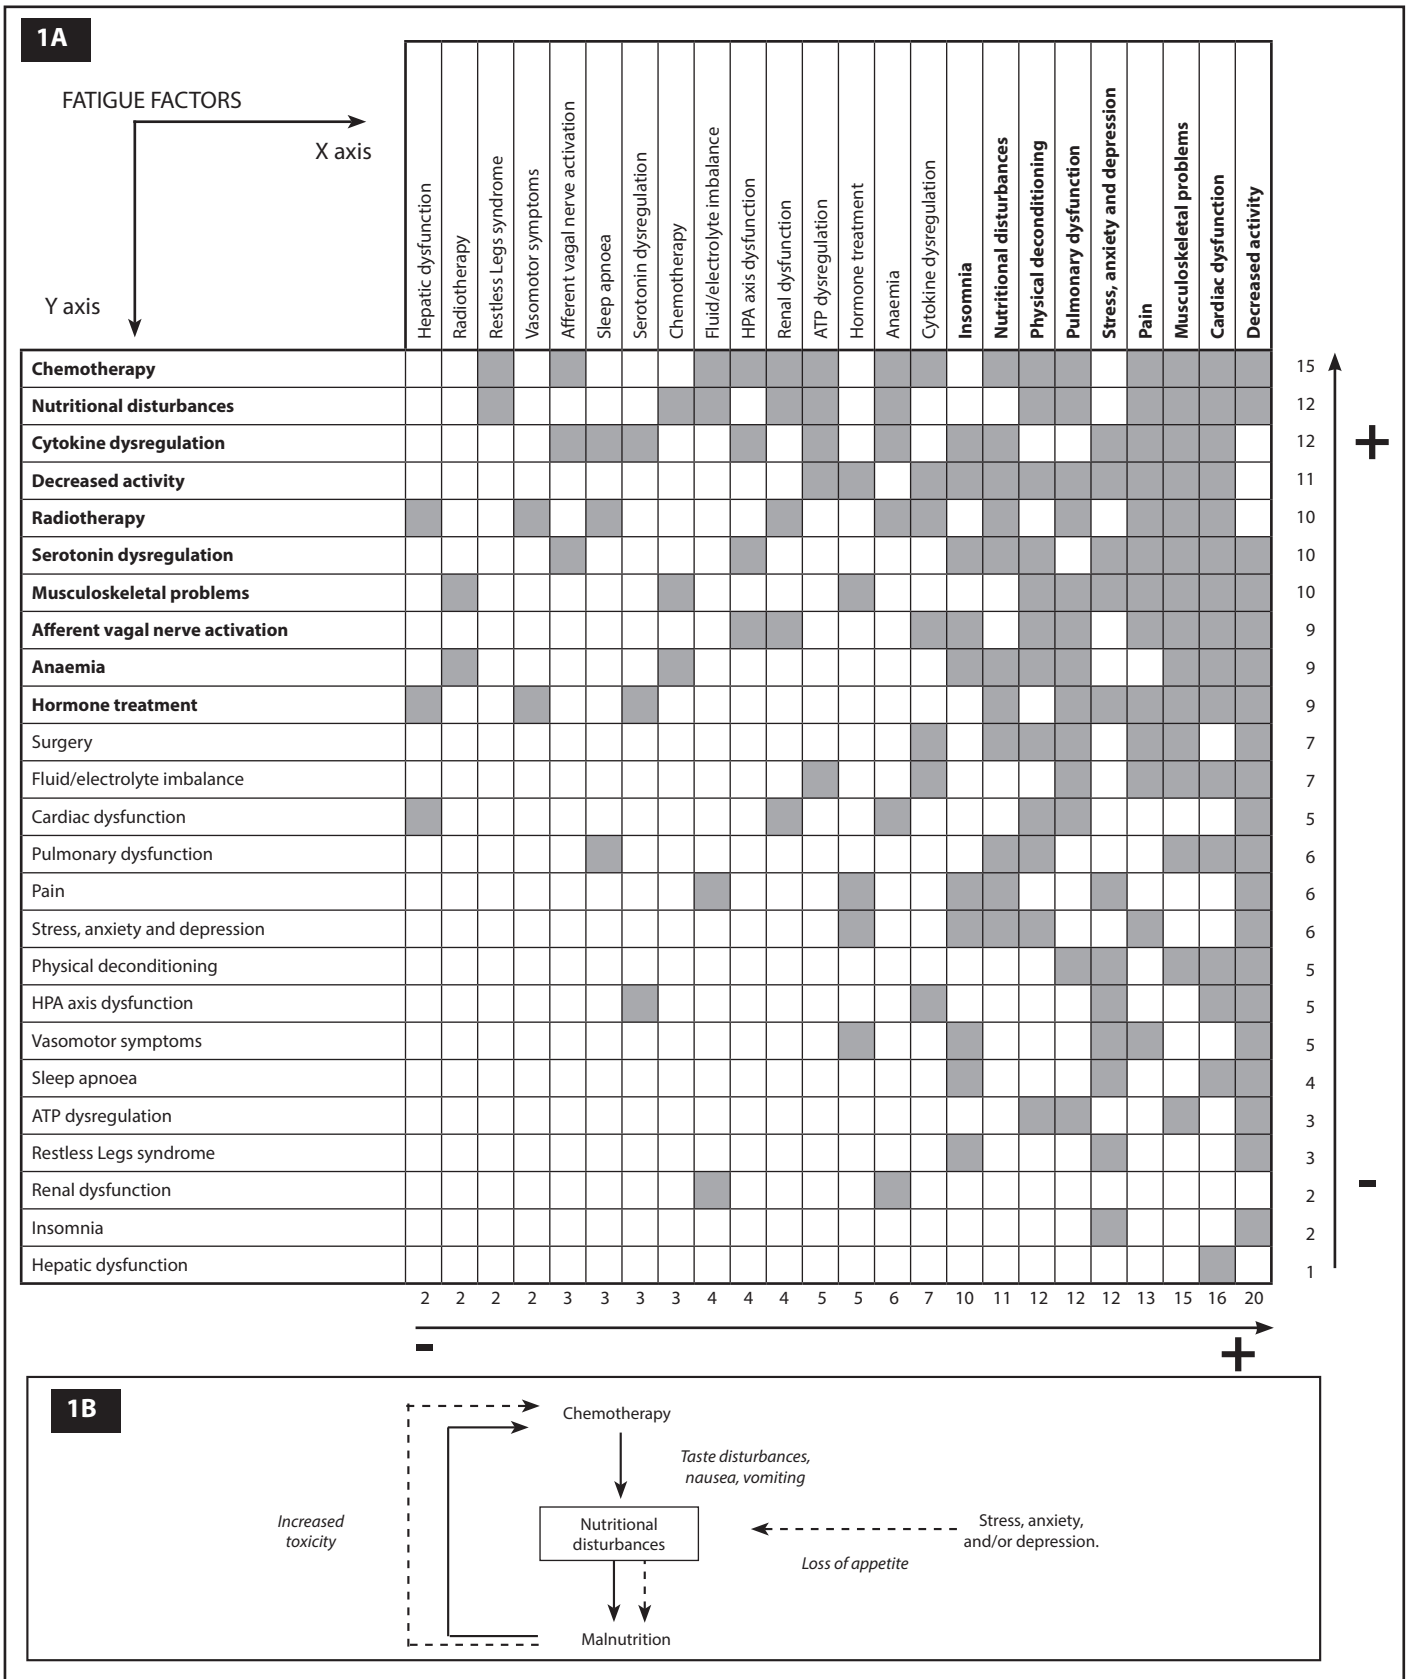 1A
FATIGUE FACTORS
X axis
Y axis
Hepatic dysfunction
Radiotherapy
Restless Legs syndrome
Vasomotor symptoms
Afferent vagal nerve activation
Sleep apnoea
Serotonin dysregulation
Chemotherapy
Fluid/electrolyte imbalance
HPA axis dysfunction
Renal dysfunction
ATP dysregulation
Hormone treatment
Anaemia
Cytokine dysregulation
Insomnia
Nutritional disturbances
Physical deconditioning
Pulmonary dysfunction
Stress, anxiety and depression
Pain
Musculoskeletal problems
Cardiac dysfunction
Decreased activity
Chemotherapy 15
Nutritional disturbances 12
Cytokine dysregulation 12 +
Decreased activity 11
Radiotherapy 10
Serotonin dysregulation 10
Musculoskeletal problems 10
Afferent vagal nerve activation 9
Anaemia 9
Hormone treatment 9
Surgery 7
Fluid/electrolyte imbalance 7
Cardiac dysfunction 5
Pulmonary dysfunction 6
Pain 6
Stress, anxiety and depression 6
Physical deconditioning 5
HPA axis dysfunction 5
Vasomotor symptoms 5
Sleep apnoea 4
ATP dysregulation 3
Restless Legs syndrome 3
Renal dysfunction 2 -
Insomnia 2
Hepatic dysfunction 1
2 2 2 2 3 3 3 3 4 4 4 5 5 6 7 10 11 12 12 12 13 15 16 20
- +
1B
Chemotherapy
Taste disturbances,
nausea, vomiting
Increased
toxicity
Nutritional
disturbances
Stress, anxiety,
and/or depression.
Loss of appetite
Malnutrition